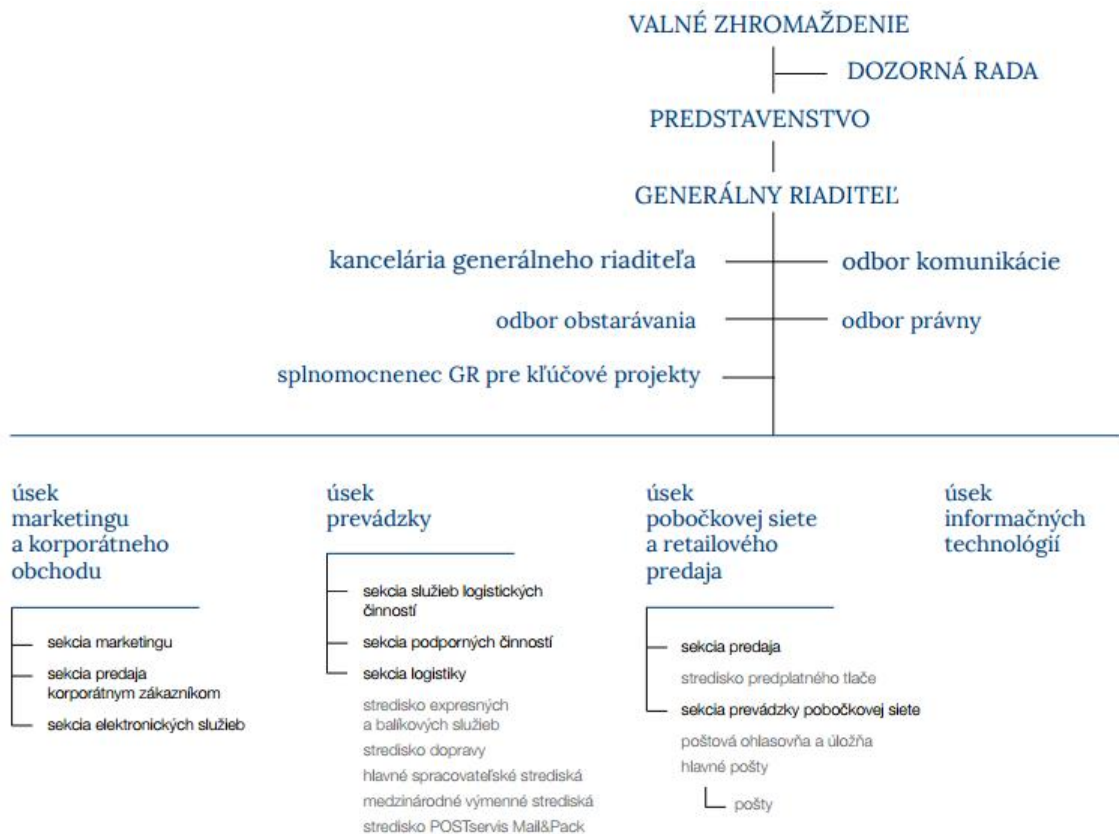 VALNÉ ZHROMAŽDENIE
DOZORNÁ RADA
PREDSTAVENSTVO
GENERÁLNY RIADITEĽ
kancelária generálneho riaditeľa
odbor komunikácie
odbor obstarávania
odbor právny
splnomocnenec GR pre kľúčové projekty
úsek
marketingu
a korporátneho
obchodu
sekcia marketingu
sekcia predaja
korporátnym zákazníkom
sekcia elektronických služieb
úsek
prevádzky
sekcia služieb logistických
činností
sekcia podporných činností
sekcia logistiky
stredisko expresných
a balíkových služieb
stredisko dopravy
hlavné spracovateľské strediská
medzinárodné výmenné strediská
stredisko POSTservis Mail&Pack
úsek
pobočkovej siete
a retailového
predaja
sekcia predaja
stredisko predplatného tlače
sekcia prevádzky pobočkovej siete
poštová ohlasovňa a úložňa
hlavné pošty
pošty
úsek
informačných
technológií